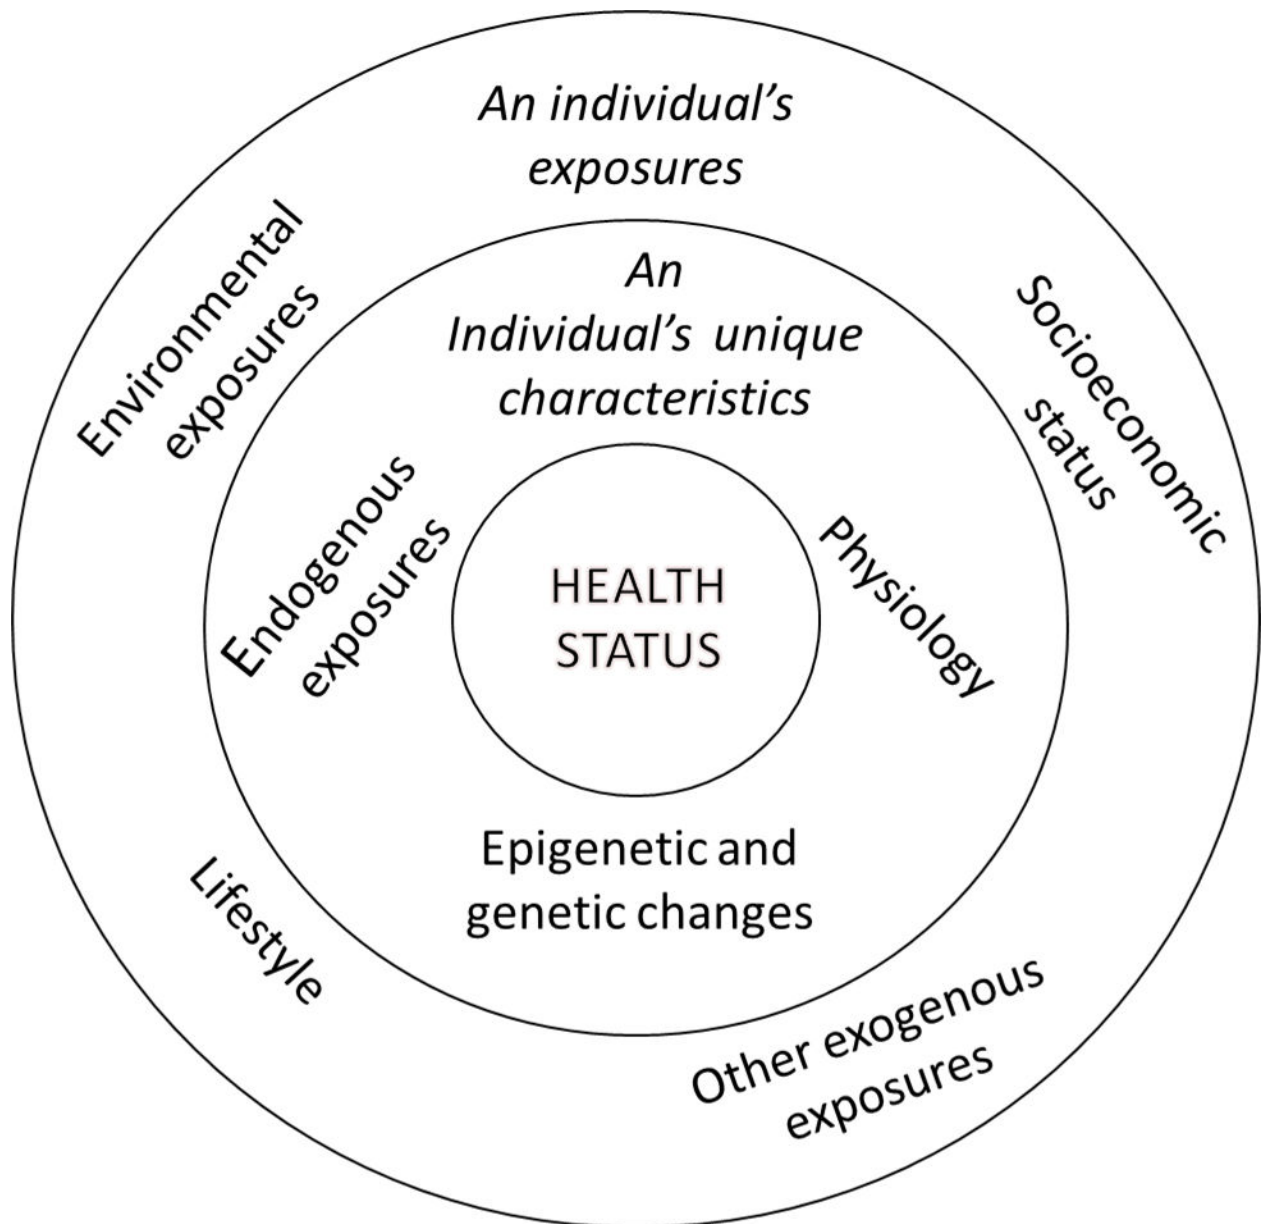 An individual’s
exposures
Environmental
exposures
Socioeconomic
status
An
Individual’s unique
characteristics
Endogenous
exposures
Physiology
HEALTH
STATUS
Epigenetic and
genetic changes
Lifestyle
Other exogenous
exposures